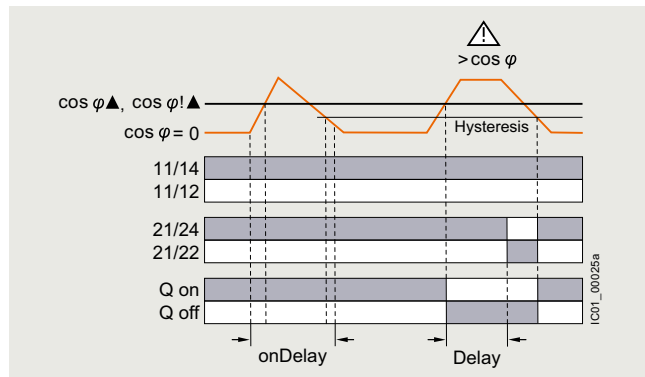 !
> cos φ
cos φ▲, cos φ!▲
cos φ = 0
Hysteresis
11/14
11/12
21/24
21/22
Q on
Q off
onDelay
Delay
IC01_00025a